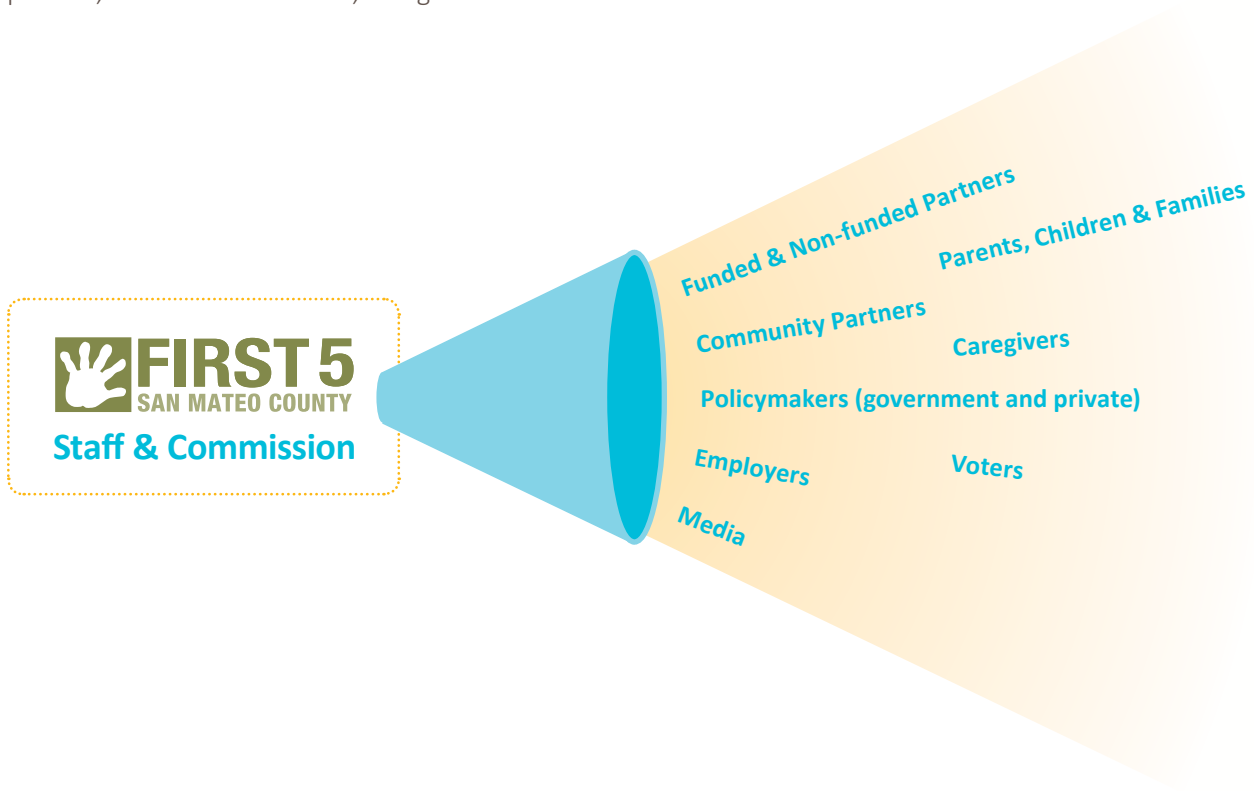 FIRST 5
SAN MATEO COUNTY
Staff & Commission
Funded & Non-funded Partners
Parents, Children & Families
Community Partners
Caregivers
Policymakers (government and private)
Employers
Voters
Media